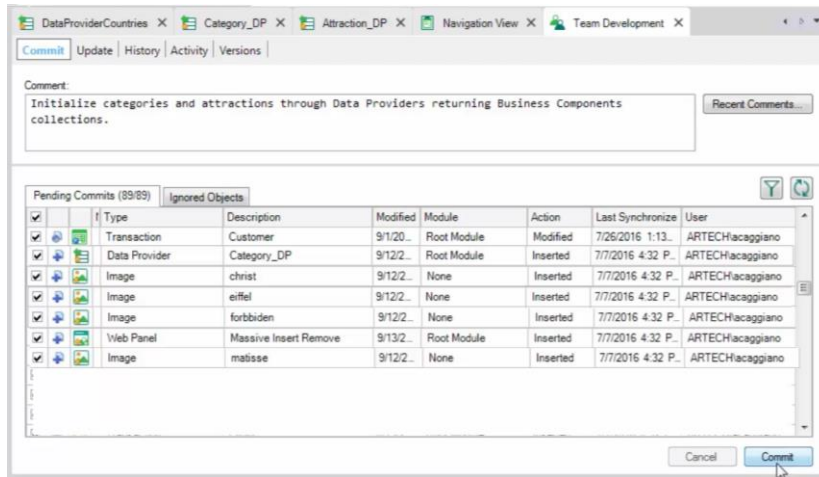 DataProviderCountries X Category_DP X Attraction_DP X Navigation View X Team Development X
Commit Update History Activity Versions
Comment:
Initialize categories and attractions through Data Providers returning Business Components
collections.
Recent Comments...
Pending Commits (89/89) Ignored Objects
Type Description Modified Module Action Last Synchronize User
Transaction Customer 9/1/20... Root Module Modified 7/26/2016 1:13... ARTECH\acaggiano
Data Provider Category_DP 9/12/2... Root Module Inserted 7/7/2016 4:32 P... ARTECH\acaggiano
Image christ 9/12/2... None Inserted 7/7/2016 4:32 P... ARTECH\acaggiano
Image eiffel 9/12/2... None Inserted 7/7/2016 4:32 P... ARTECH\acaggiano
Image forbbiden 9/12/2... None Inserted 7/7/2016 4:32 P... ARTECH\acaggiano
Web Panel Massive Insert Remove 9/13/2... Root Module Inserted 7/7/2016 4:32 P... ARTECH\acaggiano
Image matisse 9/12/2... None Inserted 7/7/2016 4:32 P... ARTECH\acaggiano
Cancel Commit